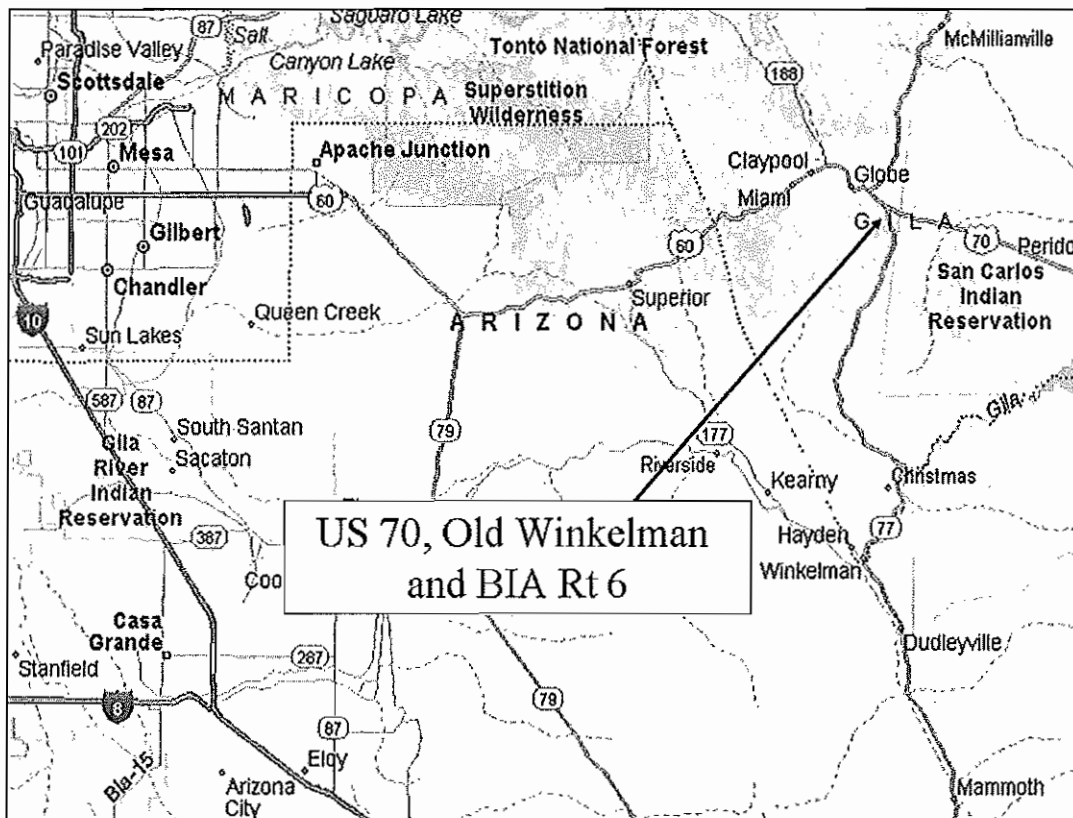 Saguaro Lake
87
Salt
McMillianville
Paradise Valley
Tonto National Forest
Canyon Lake
188
Scottsdale
MARICOPA
Superstition
Wilderness
202
101
Mesa
Apache Junction
Claypool
Globe
Guadalupe
60
Miami
GILA
Gilbert
60
70
Perido
Chandler
San Carlos
Indian
Reservation
Superior
10
Queen Creek
ARIZONA
Sun Lakes
587
87
Gila
79
South Santan
177
Gila
River
Indian
Reservation
Sacaton
Riverside
Kearny
Christmas
387
77
Hayden
Winkelman
US 70, Old Winkelman
and BIA Rt 6
Coo
Casa
Grande
Dudleyville
Stanfield
287
79
8
87
Eloy
BIa-15
Arizona
City
Mammoth